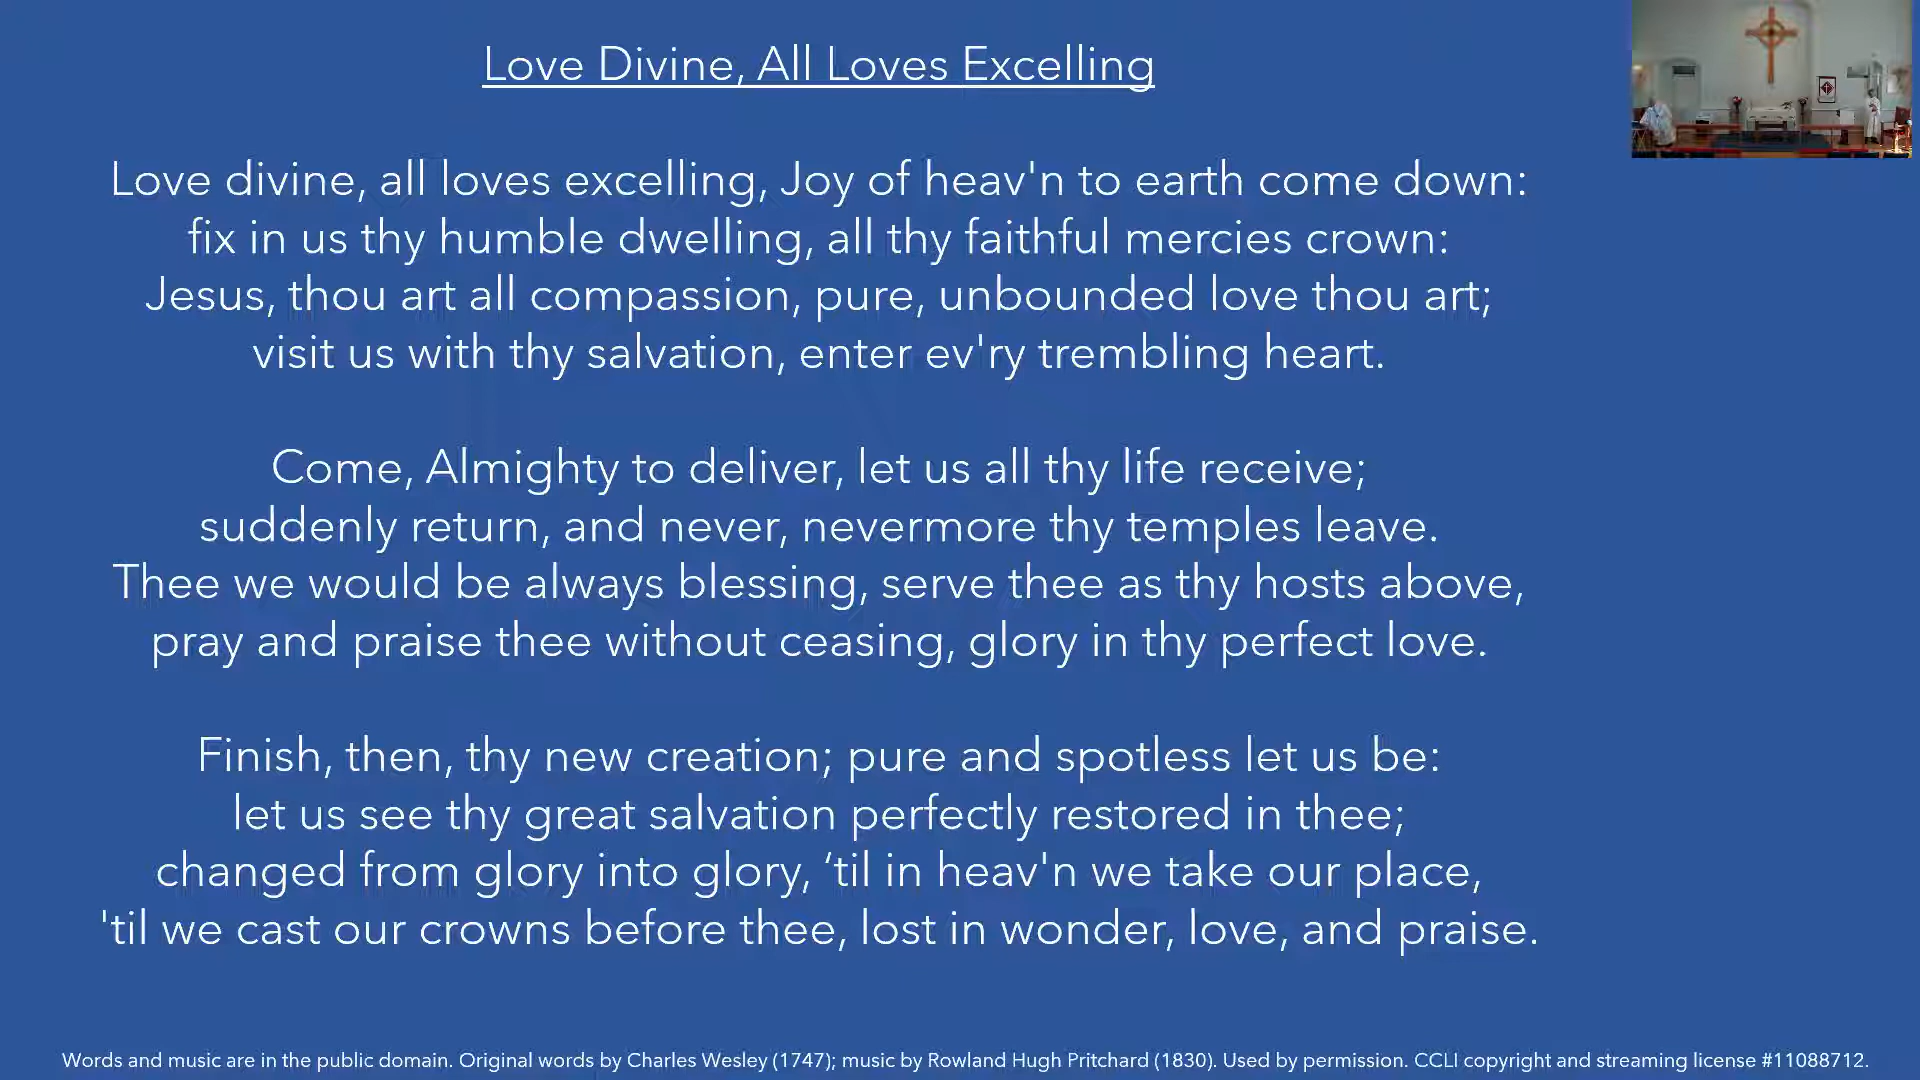 Love Divine, All Loves Excelling
Love divine, all loves excelling, Joy of heav'n to earth come down:
fix in us thy humble dwelling, all thy faithful mercies crown:
Jesus, thou art all compassion, pure, unbounded love thou art;
visit us with thy salvation, enter ev'ry trembling heart.
Come, Almighty to deliver, let us all thy life receive;
suddenly return, and never, nevermore thy temples leave.
Thee we would be always blessing, serve thee as thy hosts above,
pray and praise thee without ceasing, glory in thy perfect love.
Finish, then, thy new creation; pure and spotless let us be:
let us see thy great salvation perfectly restored in thee;
changed from glory into glory, ‘til in heav'n we take our place,
'til we cast our crowns before thee, lost in wonder, love, and praise.
Words and music are in the public domain. Original words by Charles Wesley (1747); music by Rowland Hugh Pritchard (1830). Used by permission. CCLI copyright and streaming license #11088712.